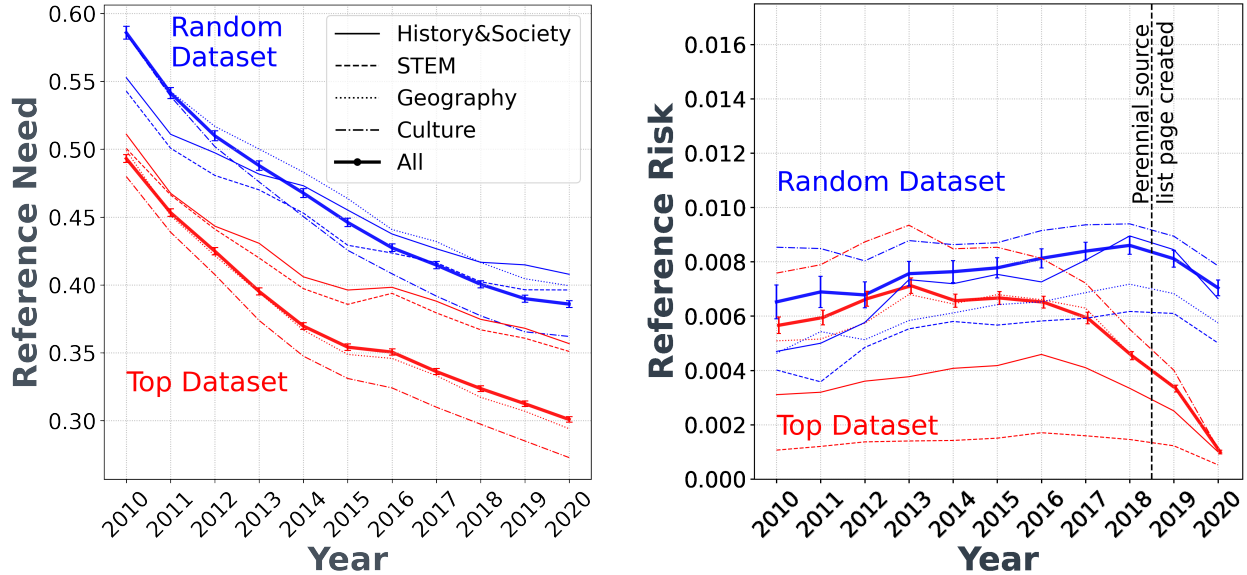 Reference Need
0.60
0.55
0.50
0.45
0.40
0.35
0.30
Random
Dataset
History&Society
STEM
Geography
Culture
All
Top Dataset
2010
2011
2012
2013
2014
2015
2016
2017
2018
2019
2020
Year
Reference Risk
0.016
0.014
0.012
0.010
0.008
0.006
0.004
0.002
0.000
Perennial source
list page created
Random Dataset
Top Dataset
2010
2011
2012
2013
2014
2015
2016
2017
2018
2019
2020
Year